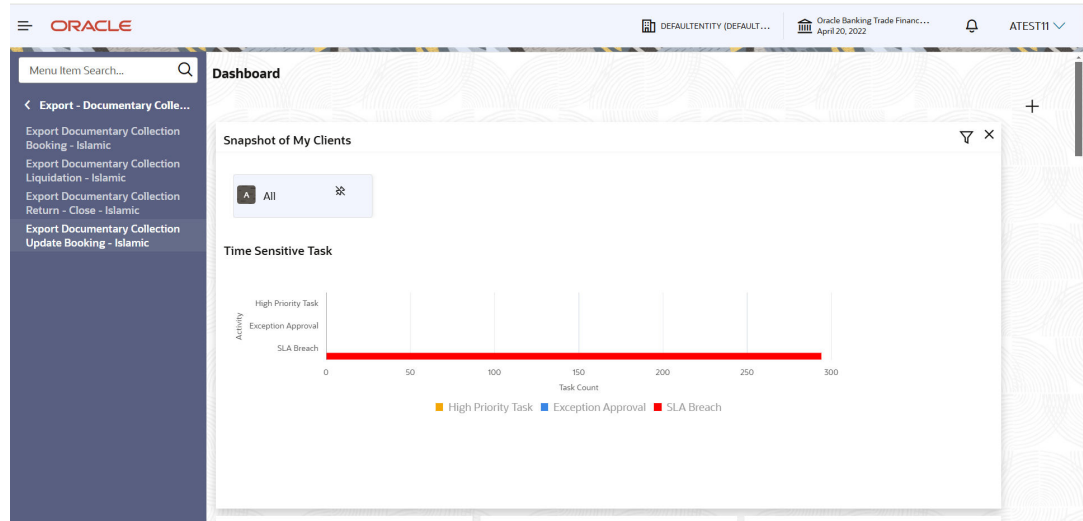 ORACLE
DEFAULTENTITY (DEFAULT...
Oracle Banking Trade Financ...
April 20, 2022
ATEST11
Menu Item Search...
Export - Documentary Colle...
Export Documentary Collection
Booking - Islamic
Export Documentary Collection
Liquidation - Islamic
Export Documentary Collection
Return - Close - Islamic
Export Documentary Collection
Update Booking - Islamic
Dashboard
Snapshot of My Clients
A All
Time Sensitive Task
Activity
High Priority Task
Exception Approval
SLA Breach
0 50 100 150 200 250 300
Task Count
High Priority Task Exception Approval SLA Breach